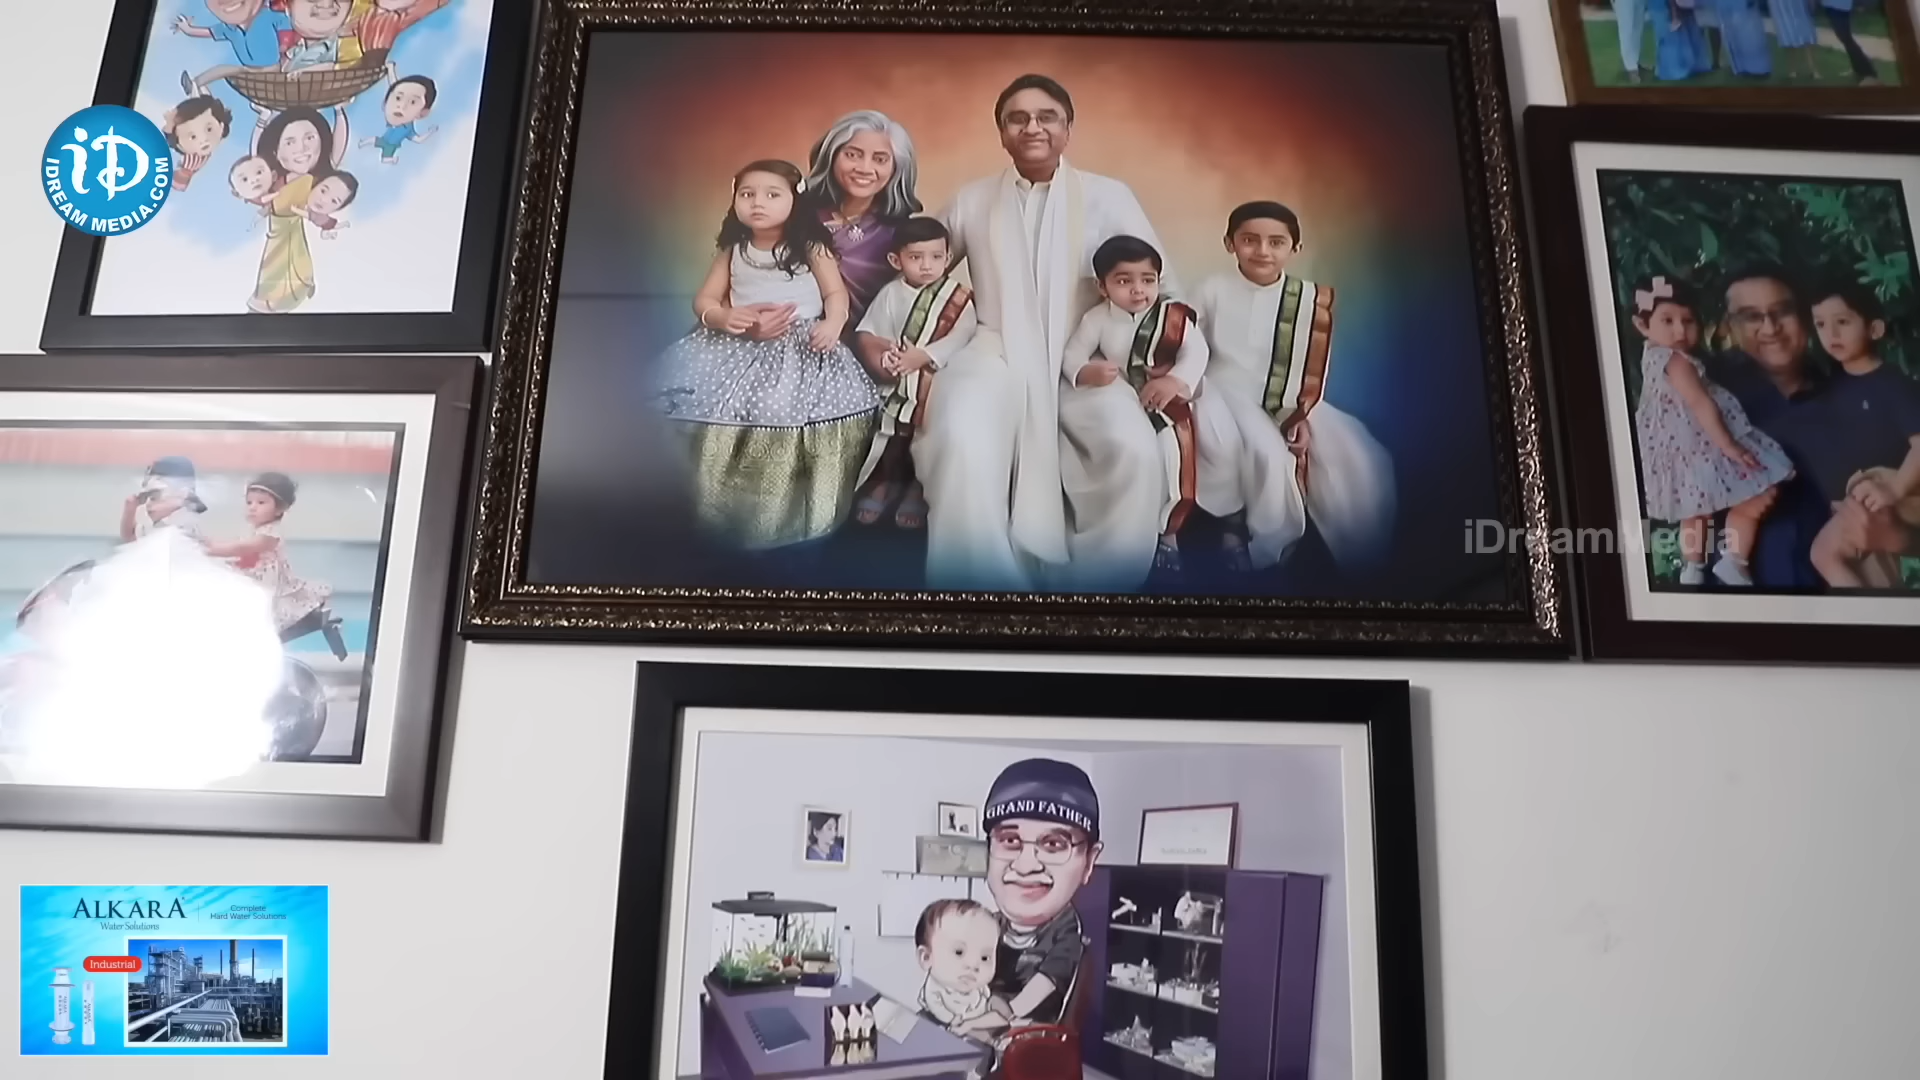 iD
IDREAM MEDIA.COM
iDreamMedia
GRAND FATHER
ALKARA
Water Solutions
Complete
Hard Water Solutions
Industrial